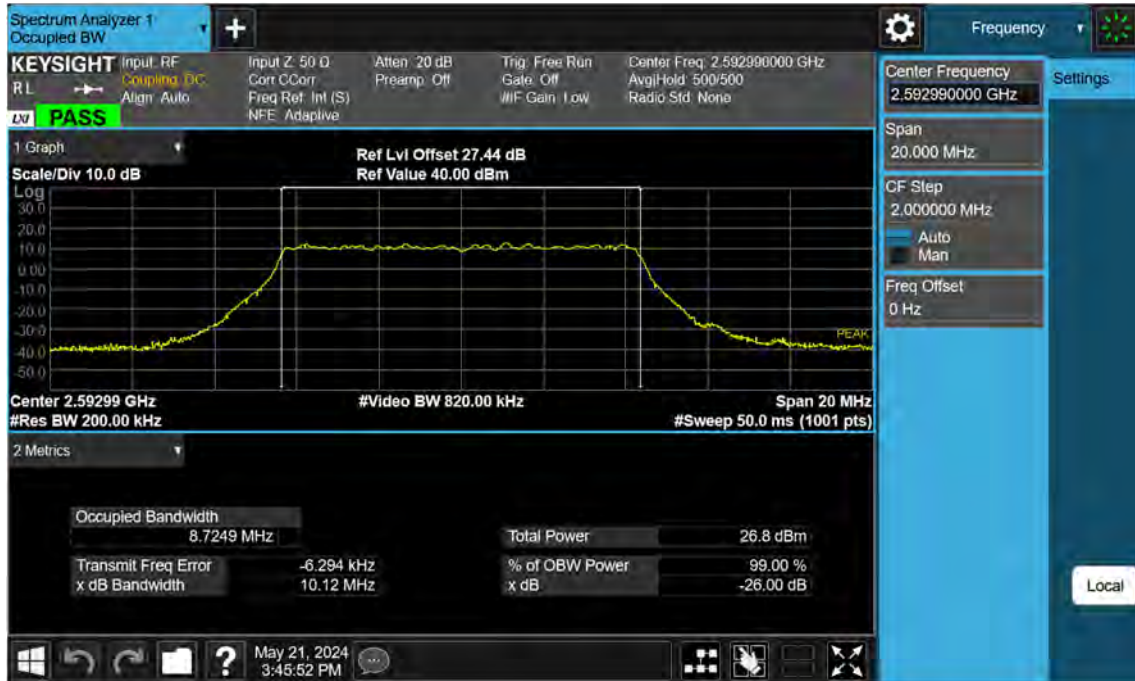 Spectrum Analyzer 1
Occupied BW
+
Frequency
KEYSIGHT
RL
LXI
PASS
Input: RF
Coupling: DC
Align: Auto
Input Z: 50 Ω
Corr CCorr
Freq Ref: Int (S)
NFE: Adaptive
Atten: 20 dB
Preamp: Off
Trig: Free Run
Gate: Off
#IF Gain: Low
Center Freq: 2.592990000 GHz
Avg|Hold: 500/500
Radio Std: None
Center Frequency
2.592990000 GHz
Settings
Span
20.000 MHz
CF Step
2.000000 MHz
Auto
Man
Freq Offset
0 Hz
Local
1 Graph
Scale/Div 10.0 dB
Ref Lvl Offset 27.44 dB
Ref Value 40.00 dBm
Log
30.0
20.0
10.0
0.00
-10.0
-20.0
-30.0
-40.0
-50.0
PEAK
Center 2.59299 GHz
#Video BW 820.00 kHz
Span 20 MHz
#Res BW 200.00 kHz
#Sweep 50.0 ms (1001 pts)
2 Metrics
Occupied Bandwidth
8.7249 MHz
Total Power 26.8 dBm
Transmit Freq Error -6.294 kHz
% of OBW Power 99.00 %
x dB Bandwidth 10.12 MHz
x dB -26.00 dB
?
May 21, 2024
3:45:52 PM